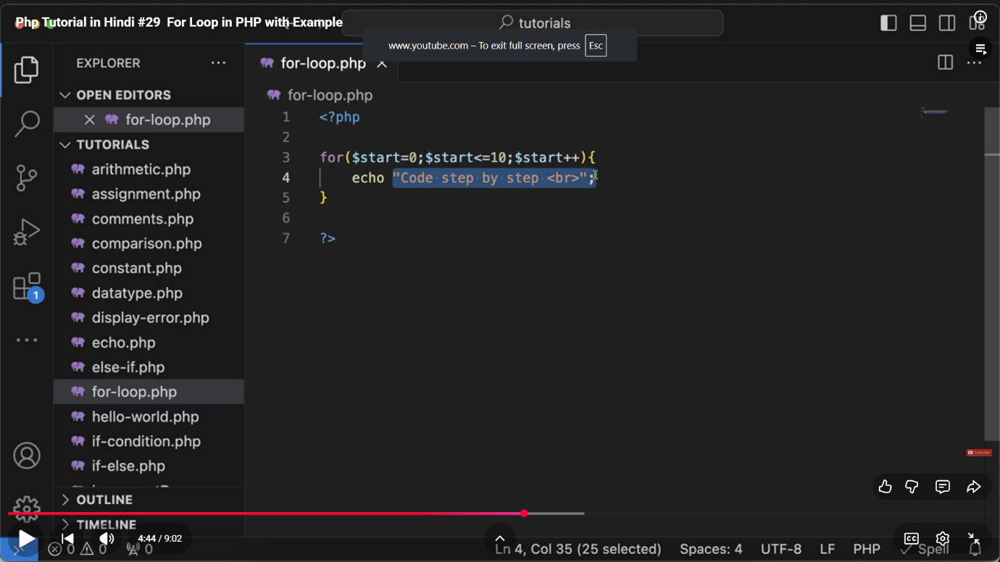 Php Tutorial in Hindi #29 For Loop in PHP with Example
tutorials
www.youtube.com – To exit full screen, press Esc
EXPLORER
for-loop.php
OPEN EDITORS
for-loop.php
for-loop.php
TUTORIALS
arithmetic.php
assignment.php
comments.php
comparison.php
constant.php
datatype.php
display-error.php
echo.php
else-if.php
for-loop.php
hello-world.php
if-condition.php
if-else.php
OUTLINE
TIMELINE
1
1 <?php
2
3 for($start=0;$start<=10;$start++){
4 echo "Code step by step <br>";
5 }
6
7 ?>
Subscribe
4:44 / 9:02
0 0 0
Ln 4, Col 35 (25 selected) Spaces: 4 UTF-8 LF PHP Spell
CC